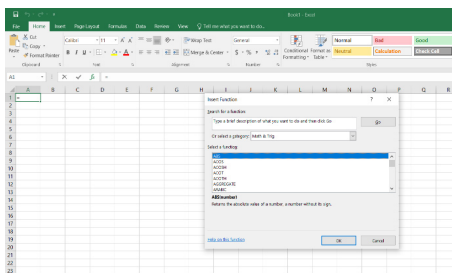 Book1 - Excel
File Home Insert Page Layout Formulas Data Review View Tell me what you want to do...
Cut
Copy
Format Painter
Paste
Calibri 11
B I U
Wrap Text
Merge & Center
General
$ % ,
Conditional Formatting
Format as Table
Normal Bad Good
Neutral Calculation Check Cell
Clipboard Font Alignment Number Styles
A1 fx =
A B C D E F G H I J K L M N O P Q R
1 =
2
3
4
5
6
7
8
9
10
11
12
13
14
15
16
17
18
19
20
21
22
23
Insert Function ? ×
Search for a function:
Type a brief description of what you want to do and then click Go
Go
Or select a category: Math & Trig
Select a function:
ABS
ACOS
ACOSH
ACOT
ACOTH
AGGREGATE
ARABIC
ABS(number)
Returns the absolute value of a number, a number without its sign.
Help on this function
OK Cancel